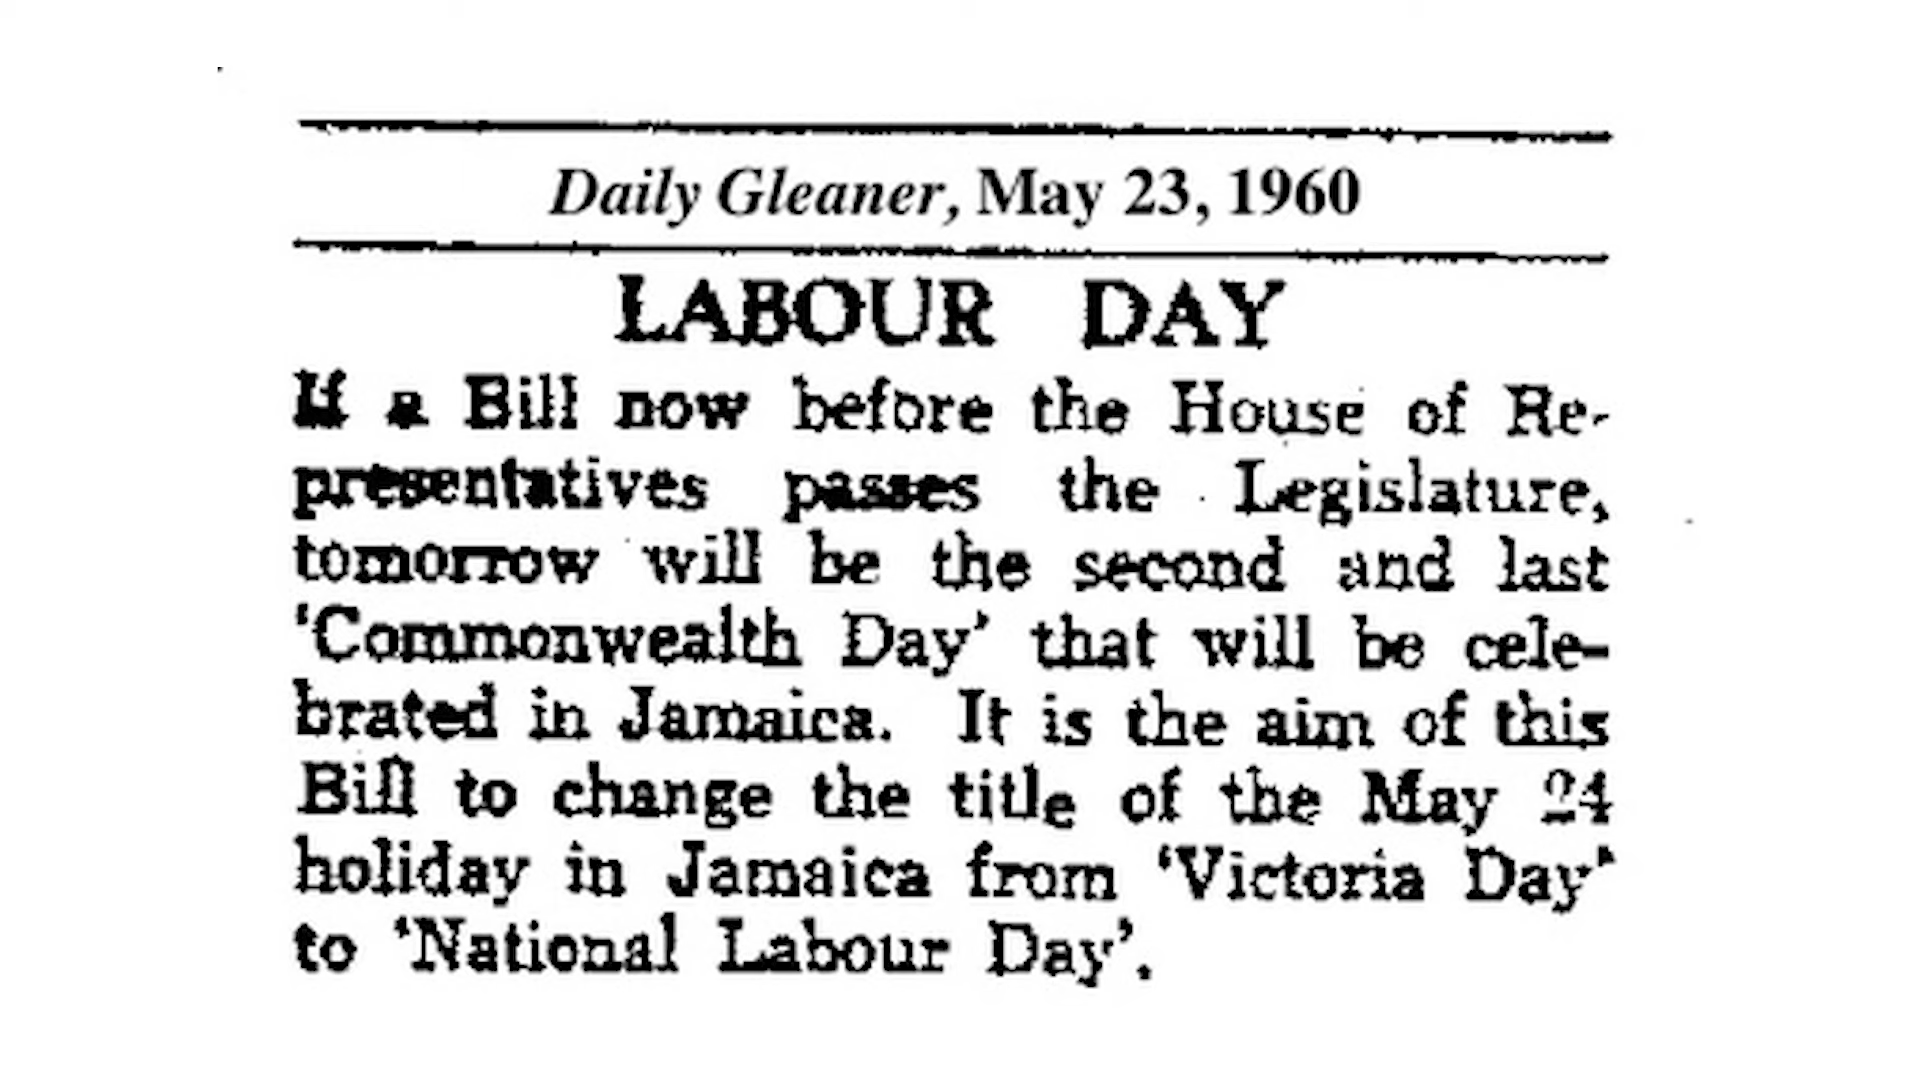 Daily Gleaner, May 23, 1960
LABOUR DAY
If a Bill now before the House of Re-
presentatives passes the Legislature,
tomorrow will be the second and last
'Commonwealth Day' that will be cele-
brated in Jamaica. It is the aim of this
Bill to change the title of the May 24
holiday in Jamaica from 'Victoria Day'
to 'National Labour Day'.